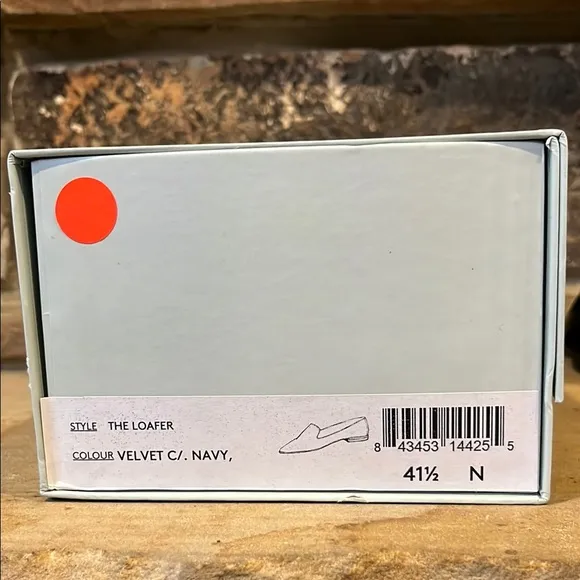 STYLE THE LOAFER
COLOUR VELVET C/. NAVY,
8 43453 14425 5
41½ N